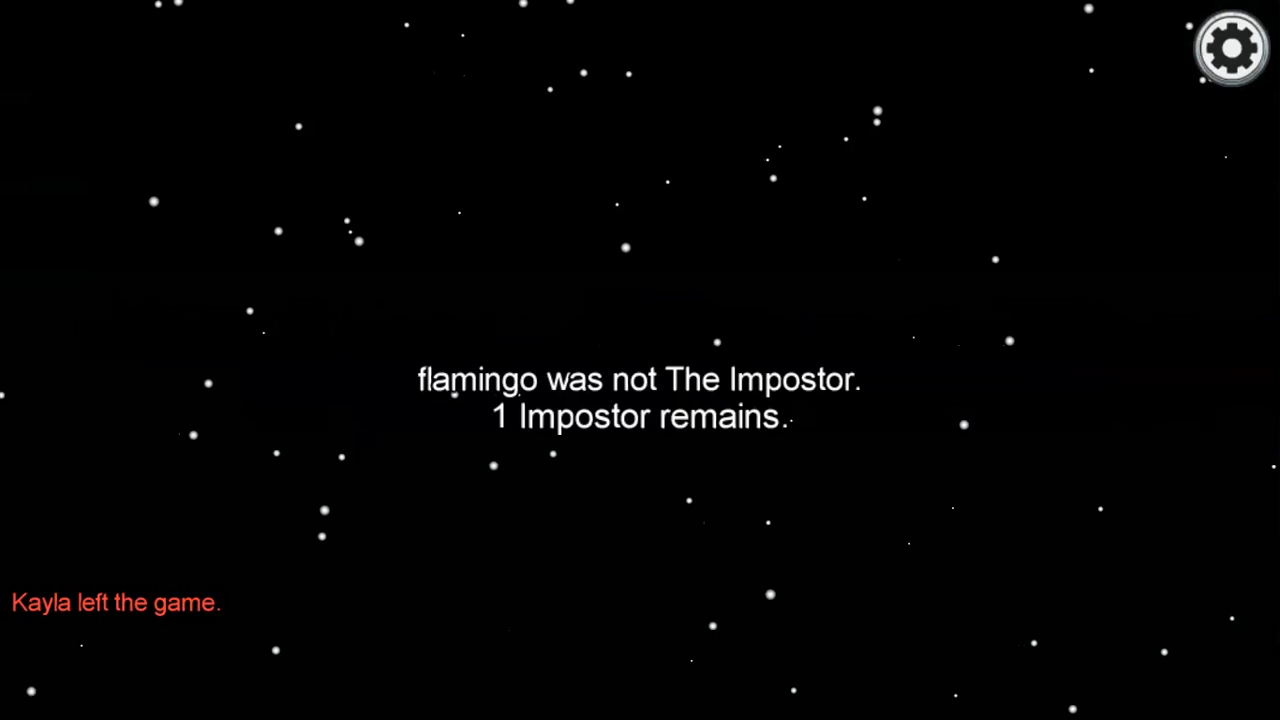 flamingo was not The Impostor.
1 Impostor remains.
Kayla left the game.